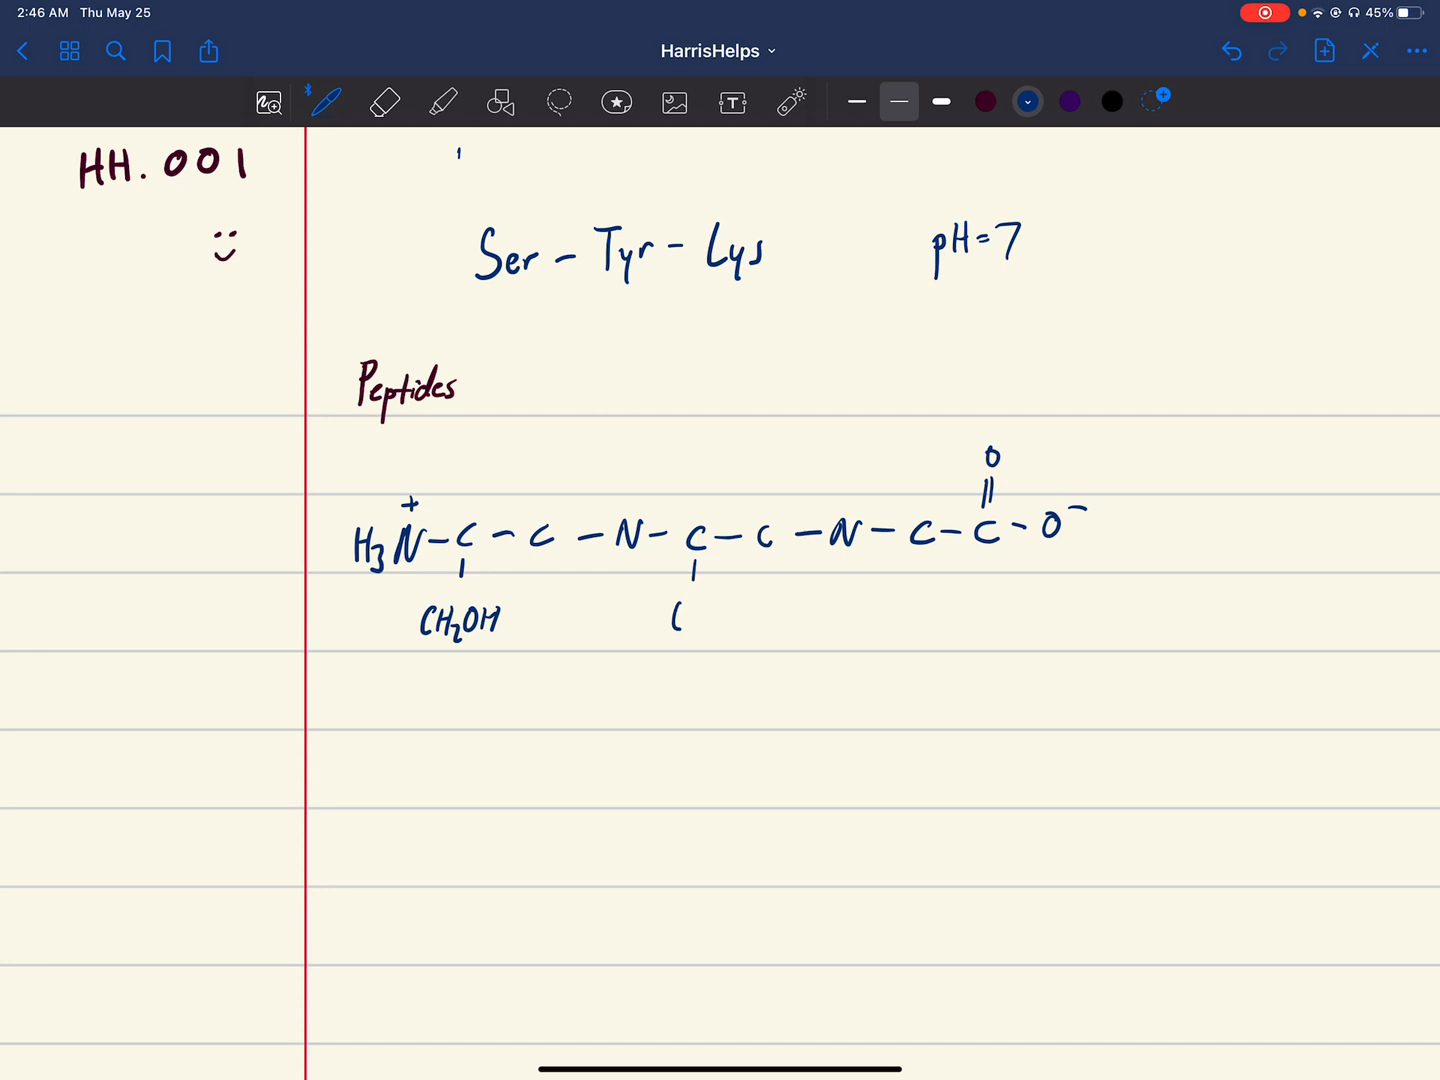 2:46 AM Thu May 25 45%
HarrisHelps
T
HH. 001
Ser - Tyr - Lys pH = 7
Peptides
O
||
+
H3N - C - C - N - C - C - N - C - C - O⁻
| |
CH2OH C